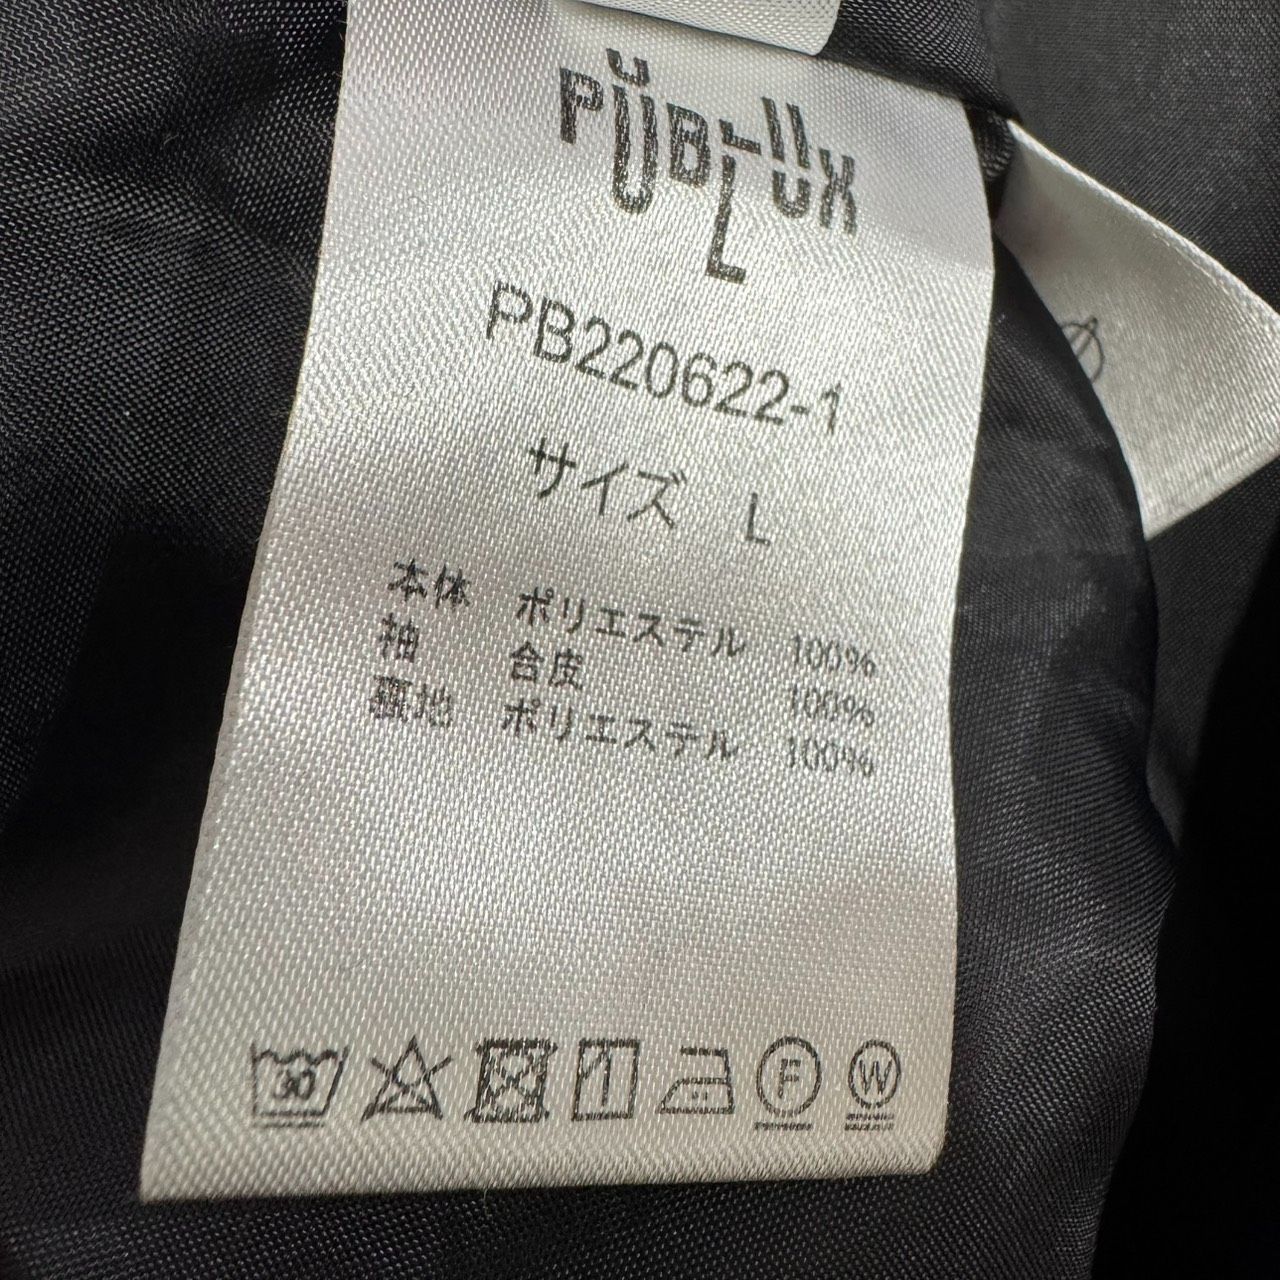 PUBLUX
PB220622-1
サイズ L
本体 ポリエステル 100%
袖 合皮 100%
裏地 ポリエステル 100%
30
F
W